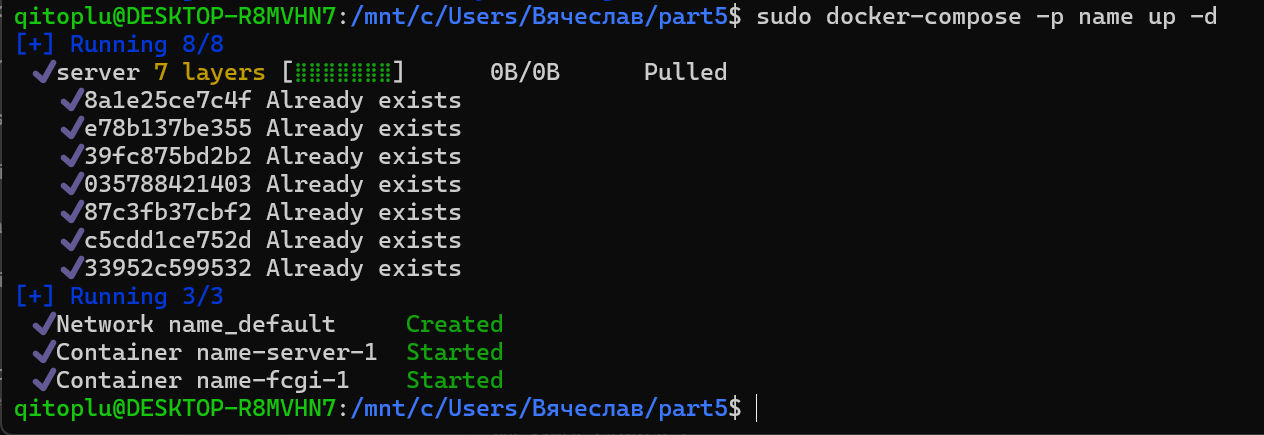 qitoplu@DESKTOP-R8MVHN7:/mnt/c/Users/Вячеслав/part5$ sudo docker-compose -p name up -d
[+] Running 8/8
✔server 7 layers [⣿⣿⣿⣿⣿⣿⣿] 0B/0B Pulled
✔8a1e25ce7c4f Already exists
✔e78b137be355 Already exists
✔39fc875bd2b2 Already exists
✔035788421403 Already exists
✔87c3fb37cbf2 Already exists
✔c5cdd1ce752d Already exists
✔33952c599532 Already exists
[+] Running 3/3
✔Network name_default Created
✔Container name-server-1 Started
✔Container name-fcgi-1 Started
qitoplu@DESKTOP-R8MVHN7:/mnt/c/Users/Вячеслав/part5$